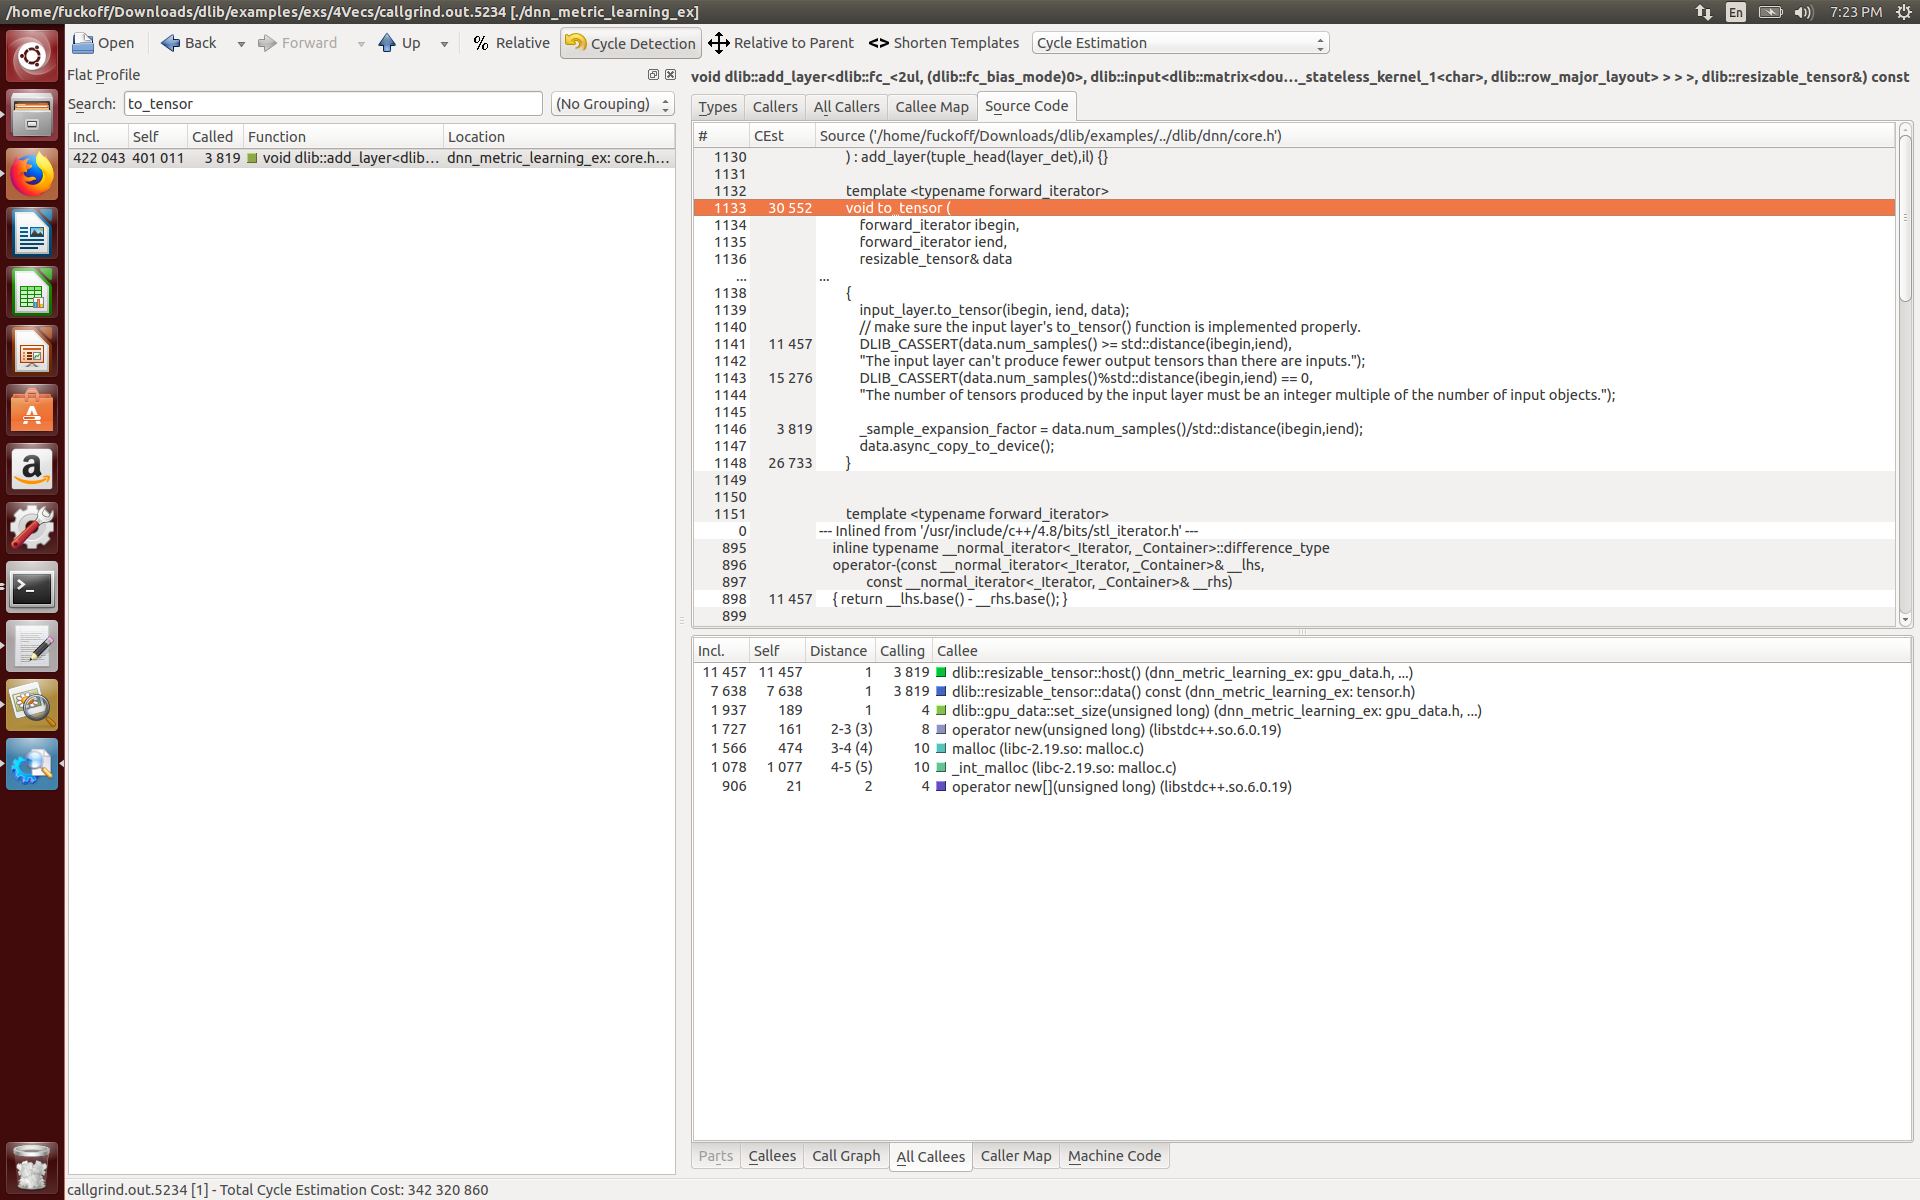 /home/fuckoff/Downloads/dlib/examples/exs/4Vecs/callgrind.out.5234 [./dnn_metric_learning_ex]
En
7:23 PM
Open
Back
Forward
Up
% Relative
Cycle Detection
Relative to Parent
<> Shorten Templates
Cycle Estimation
Flat Profile
Search: to_tensor (No Grouping)
Incl. Self Called Function Location
422 043 401 011 3 819 void dlib::add_layer<dlib... dnn_metric_learning_ex: core.h...
void dlib::add_layer<dlib::fc_<2ul, (dlib::fc_bias_mode)0>, dlib::input<dlib::matrix<dou..._stateless_kernel_1<char>, dlib::row_major_layout> > > >, dlib::resizable_tensor&) const
Types Callers All Callers Callee Map Source Code
# CEst Source ('/home/fuckoff/Downloads/dlib/examples/../dlib/dnn/core.h')
1130 ) : add_layer(tuple_head(layer_det),il) {}
1131
1132 template <typename forward_iterator>
1133 30 552 void to_tensor (
1134 forward_iterator ibegin,
1135 forward_iterator iend,
1136 resizable_tensor& data
... ...
1138 {
1139 input_layer.to_tensor(ibegin, iend, data);
1140 // make sure the input layer's to_tensor() function is implemented properly.
1141 11 457 DLIB_CASSERT(data.num_samples() >= std::distance(ibegin,iend),
1142 "The input layer can't produce fewer output tensors than there are inputs.");
1143 15 276 DLIB_CASSERT(data.num_samples()%std::distance(ibegin,iend) == 0,
1144 "The number of tensors produced by the input layer must be an integer multiple of the number of input objects.");
1145
1146 3 819 _sample_expansion_factor = data.num_samples()/std::distance(ibegin,iend);
1147 data.async_copy_to_device();
1148 26 733 }
1149
1150
1151 template <typename forward_iterator>
0 --- Inlined from '/usr/include/c++/4.8/bits/stl_iterator.h' ---
895 inline typename __normal_iterator<_Iterator, _Container>::difference_type
896 operator-(const __normal_iterator<_Iterator, _Container>& __lhs,
897 const __normal_iterator<_Iterator, _Container>& __rhs)
898 11 457 { return __lhs.base() - __rhs.base(); }
899
Incl. Self Distance Calling Callee
11 457 11 457 1 3 819 dlib::resizable_tensor::host() (dnn_metric_learning_ex: gpu_data.h, ...)
7 638 7 638 1 3 819 dlib::resizable_tensor::data() const (dnn_metric_learning_ex: tensor.h)
1 937 189 1 4 dlib::gpu_data::set_size(unsigned long) (dnn_metric_learning_ex: gpu_data.h, ...)
1 727 161 2-3 (3) 8 operator new(unsigned long) (libstdc++.so.6.0.19)
1 566 474 3-4 (4) 10 malloc (libc-2.19.so: malloc.c)
1 078 1 077 4-5 (5) 10 _int_malloc (libc-2.19.so: malloc.c)
906 21 2 4 operator new[](unsigned long) (libstdc++.so.6.0.19)
Parts Callees Call Graph All Callees Caller Map Machine Code
callgrind.out.5234 [1] - Total Cycle Estimation Cost: 342 320 860